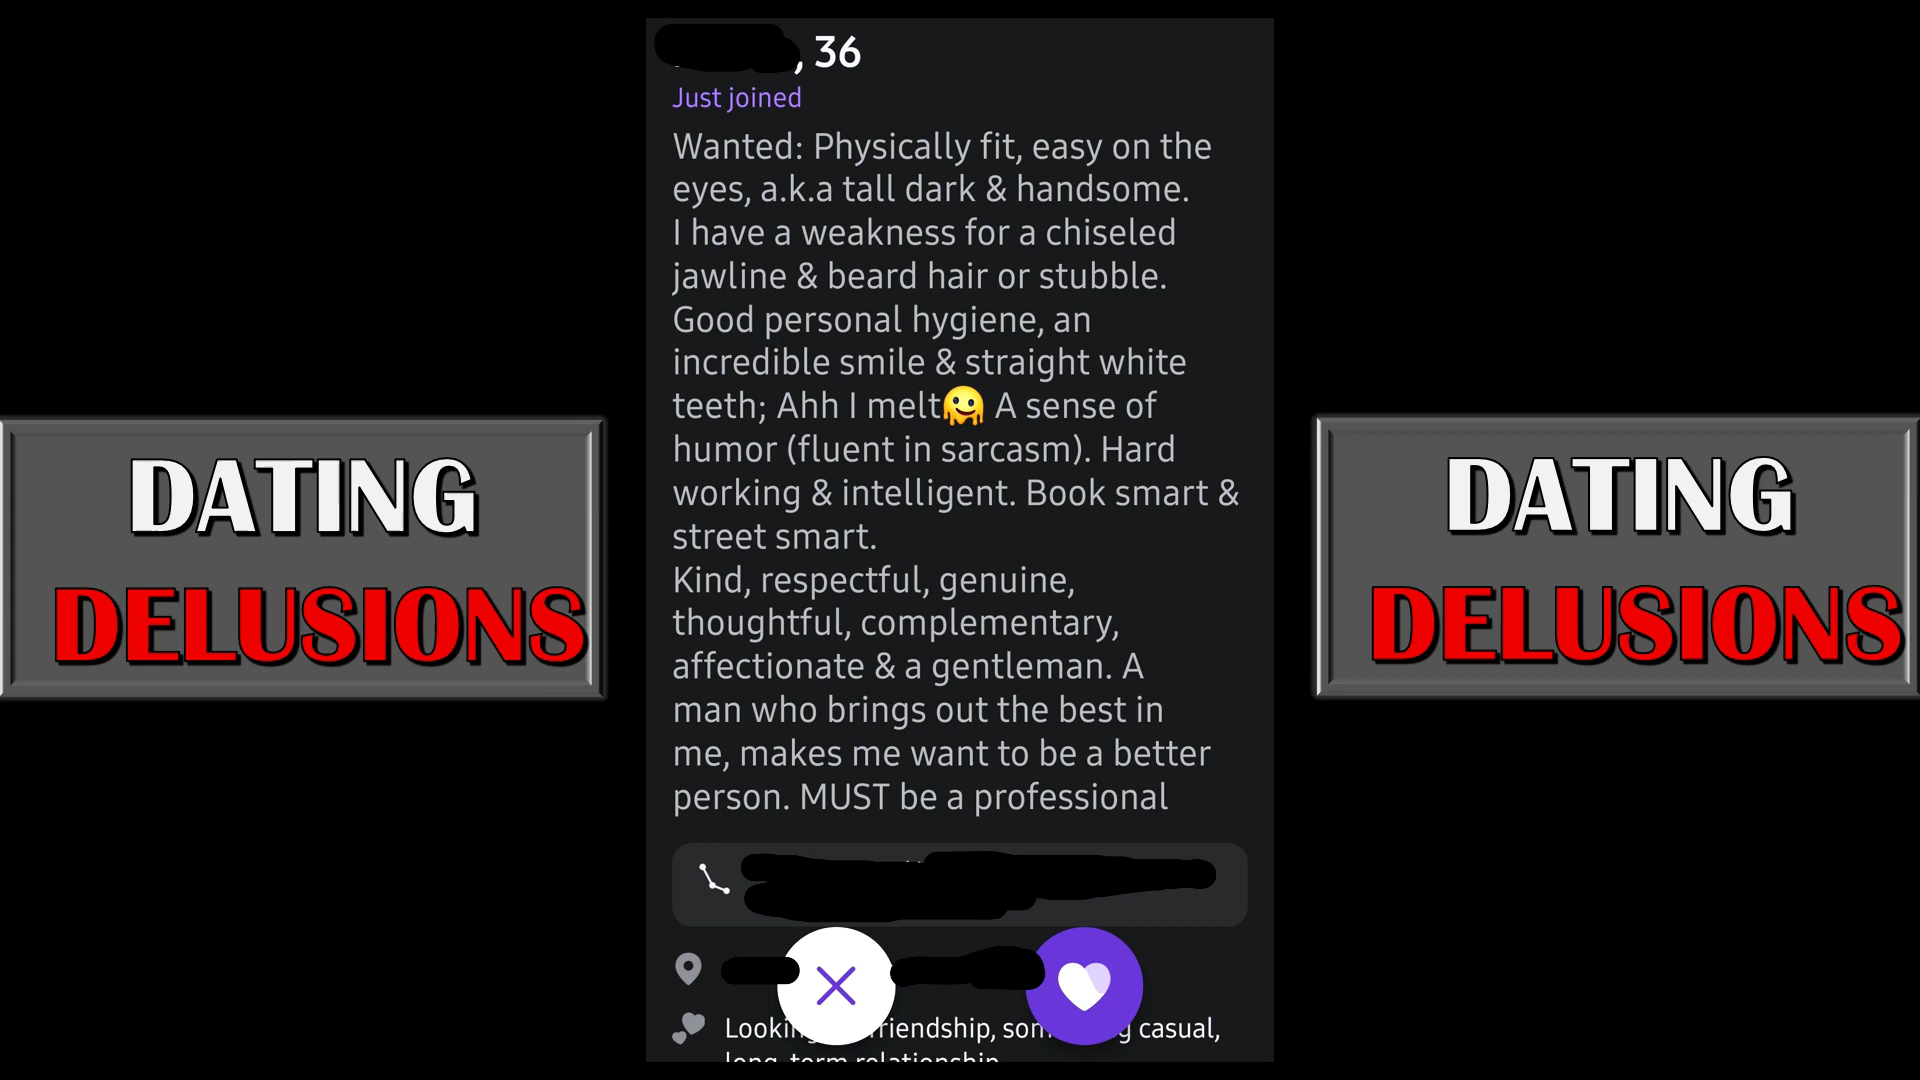 , 36
Just joined
Wanted: Physically fit, easy on the
eyes, a.k.a tall dark & handsome.
I have a weakness for a chiseled
jawline & beard hair or stubble.
Good personal hygiene, an
incredible smile & straight white
teeth; Ahh I melt🫠 A sense of
humor (fluent in sarcasm). Hard
working & intelligent. Book smart &
street smart.
Kind, respectful, genuine,
thoughtful, complementary,
affectionate & a gentleman. A
man who brings out the best in
me, makes me want to be a better
person. MUST be a professional
casual,
long-term relationship
DATING
DELUSIONS
DATING
DELUSIONS